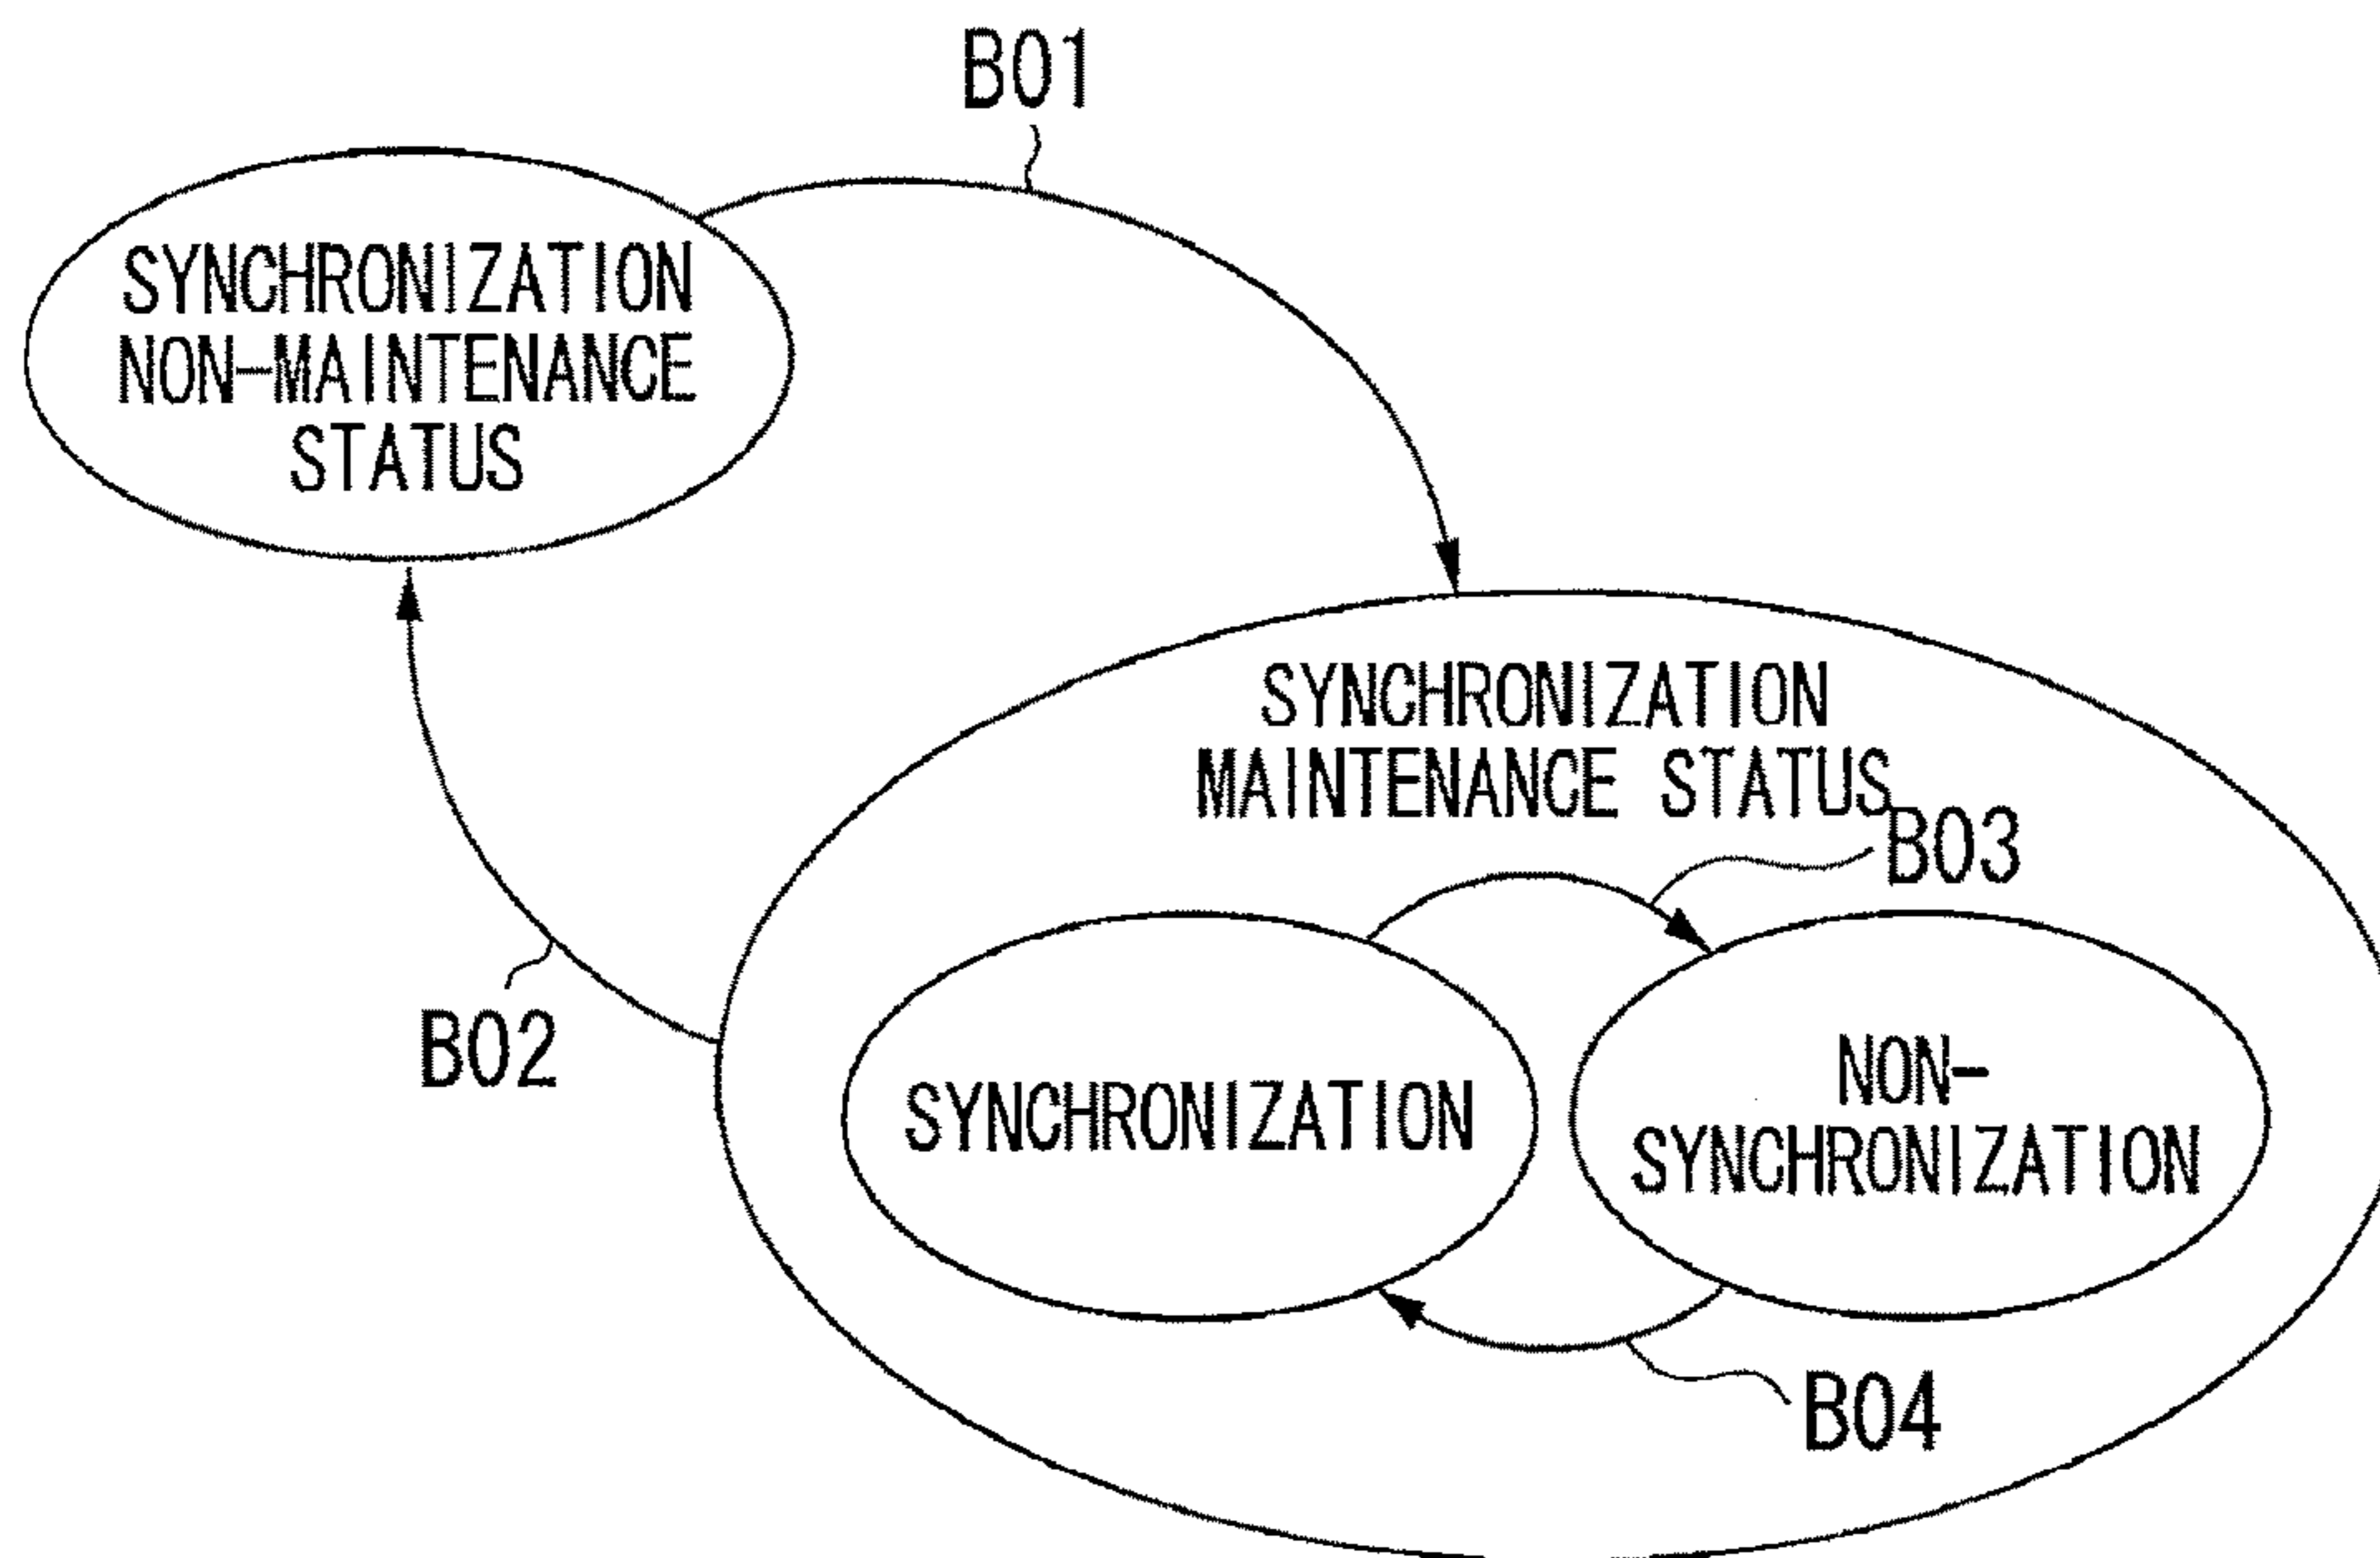 B01
SYNCHRONIZATION
NON-MAINTENANCE
STATUS
SYNCHRONIZATION
MAINTENANCE STATUS
B03
B02
SYNCHRONIZATION
NON-
SYNCHRONIZATION
B04